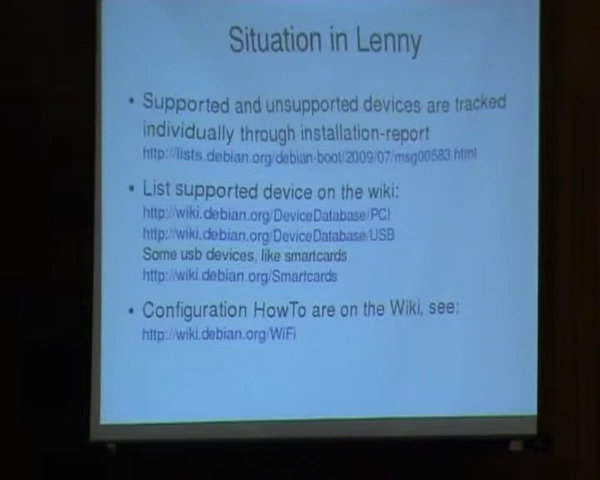 Situation in Lenny
• Supported and unsupported devices are tracked
individually through installation-report
http://lists.debian.org/debian-boot/2009/07/msg00583.html
• List supported device on the wiki:
http://wiki.debian.org/DeviceDatabase/PCI
http://wiki.debian.org/DeviceDatabase/USB
Some usb devices, like smartcards
http://wiki.debian.org/Smartcards
• Configuration HowTo are on the Wiki, see:
http://wiki.debian.org/WiFi